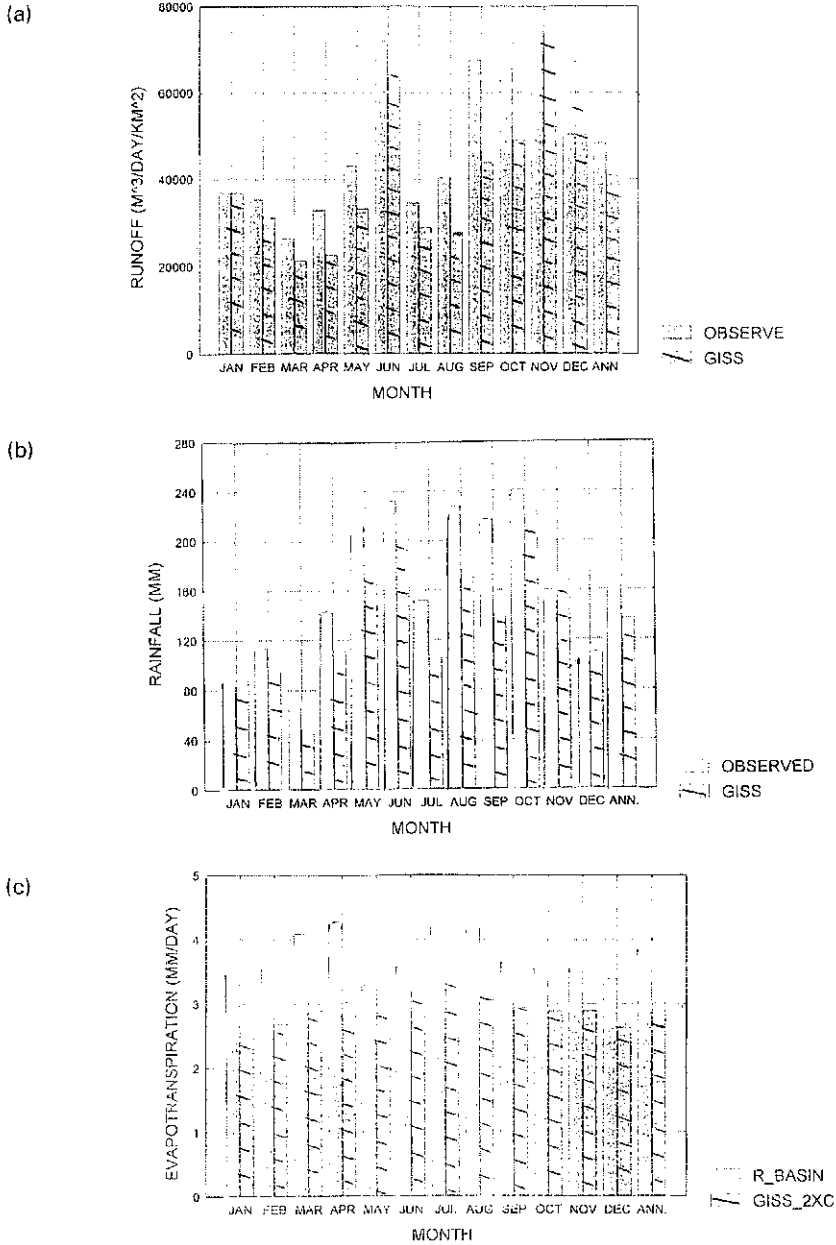 (a)
80000
60000
40000
20000
0
RUNOFF (M^3/DAY/KM^2)
JAN FEB MAR APR MAY JUN JUL AUG SEP OCT NOV DEC ANN
MONTH
OBSERVE
GISS
(b)
280
240
200
160
120
80
40
0
RAINFALL (MM)
JAN FEB MAR APR MAY JUN JUL AUG SEP OCT NOV DEC ANN.
MONTH
OBSERVED
GISS
(c)
5
4
3
2
1
0
EVAPOTRANSPIRATION (MM/DAY)
JAN FEB MAR APR MAY JUN JUL AUG SEP OCT NOV DEC ANN.
MONTH
R_BASIN
GISS_2XC